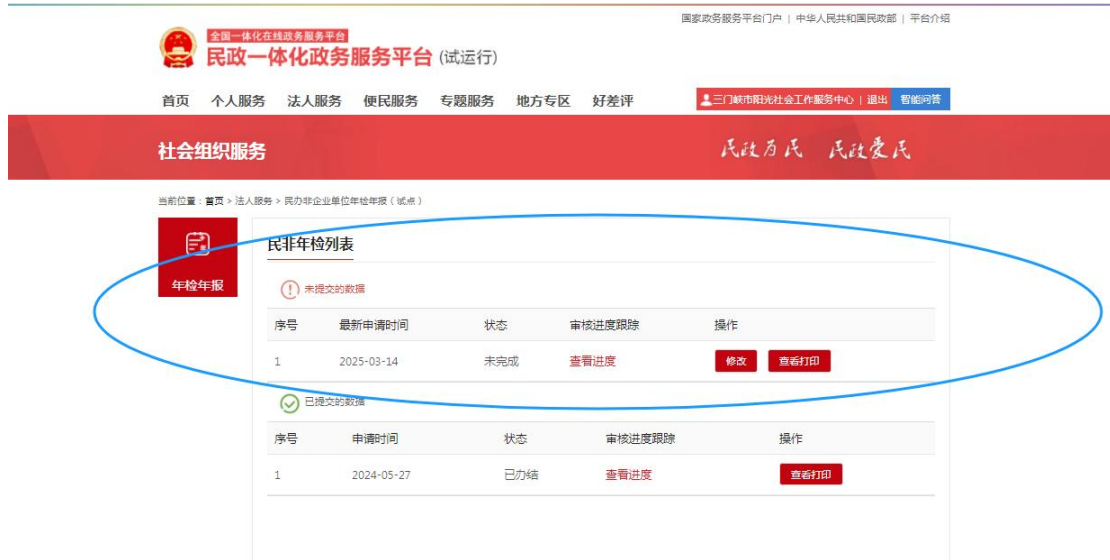 国家政务服务平台门户 | 中华人民共和国民政部 | 平台介绍
全国一体化在线政务服务平台
民政一体化政务服务平台 (试运行)
首页 个人服务 法人服务 便民服务 专题服务 地方专区 好差评 三门峡市阳光社会工作服务中心 | 退出 智能问答
社会组织服务 民政为民 民政爱民
当前位置：首页 > 法人服务 > 民办非企业单位年检年报（试点）
年检年报
民非年检列表
未提交的数据
序号 最新申请时间 状态 审核进度跟踪 操作
1 2025-03-14 未完成 查看进度 修改 查看打印
已提交的数据
序号 申请时间 状态 审核进度跟踪 操作
1 2024-05-27 已办结 查看进度 查看打印